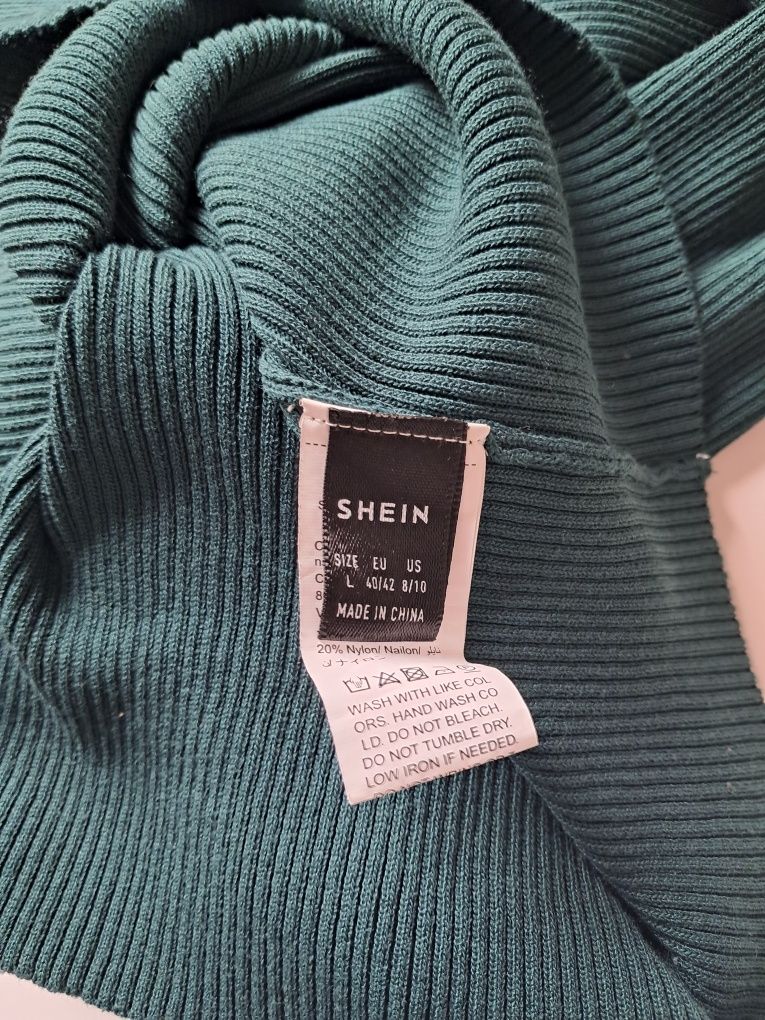 SHEIN
SIZE EU US
L 40/42 8/10
MADE IN CHINA
20% Nylon/ Nailon/ نايلون
WASH WITH LIKE COL
ORS. HAND WASH CO
LD. DO NOT BLEACH.
DO NOT TUMBLE DRY.
LOW IRON IF NEEDED.